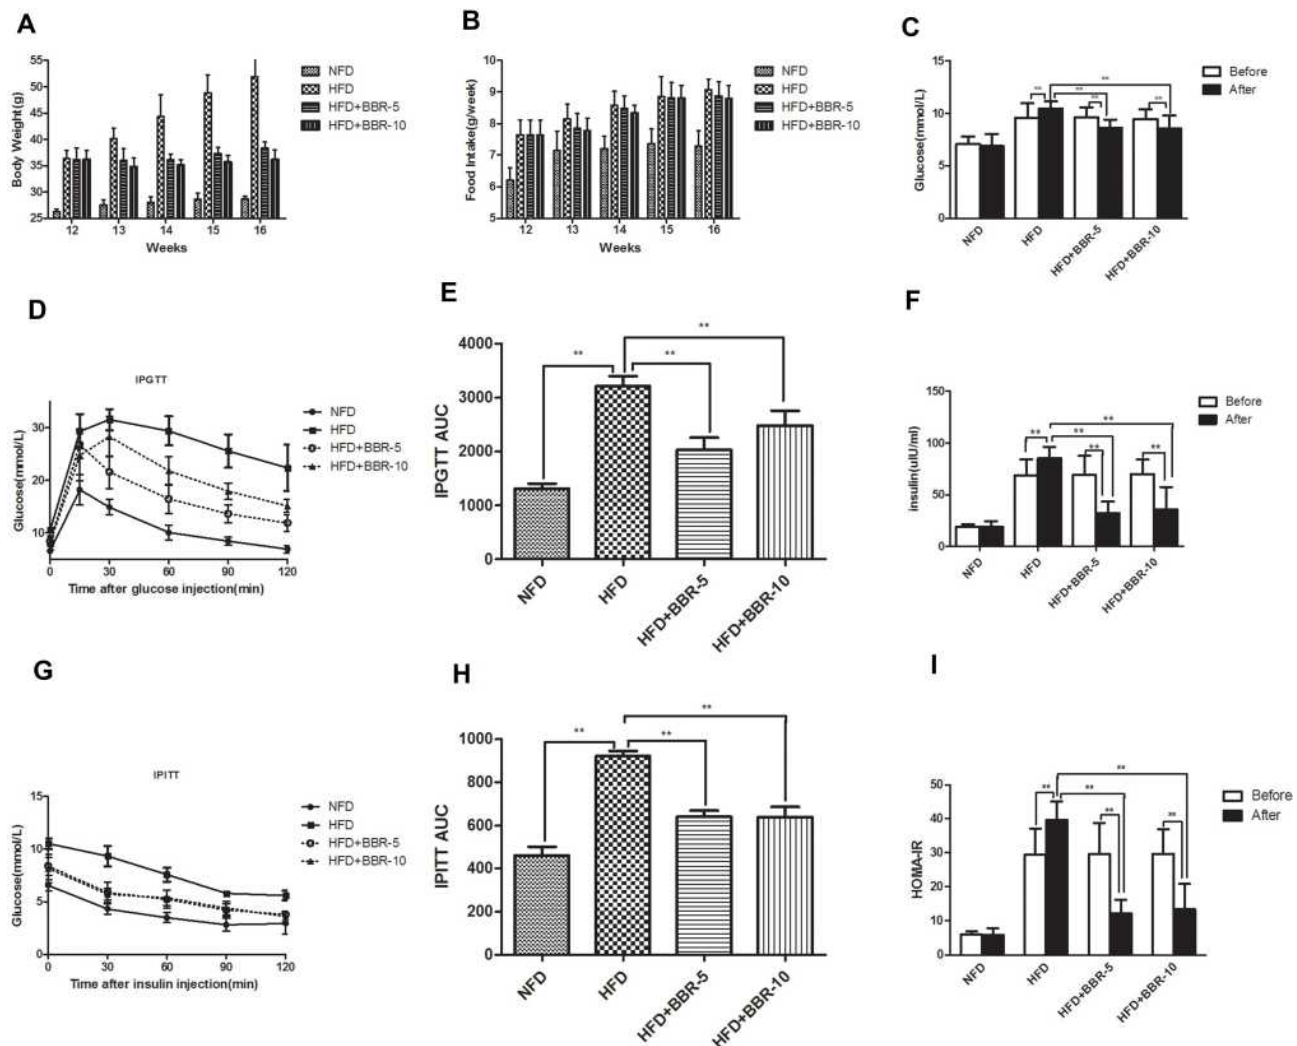 A
Body Weight(g)
55
50
45
40
35
30
25
12 13 14 15 16
Weeks
NFD
HFD
HFD+BBR-5
HFD+BBR-10
B
Food Intake(g/week)
10
9
8
7
6
5
12 13 14 15 16
Weeks
NFD
HFD
HFD+BBR-5
HFD+BBR-10
C
Glucose(mmol/L)
15
10
5
0
** ** ** ** **
NFD HFD HFD+BBR-5 HFD+BBR-10
Before
After
D
IPGTT
Glucose(mmol/L)
30
20
10
0 30 60 90 120
Time after glucose injection(min)
NFD
HFD
HFD+BBR-5
HFD+BBR-10
E
IPGTT AUC
4000
3000
2000
1000
0
** ** **
NFD HFD HFD+BBR-5 HFD+BBR-10
F
insulin(uIU/ml)
150
100
50
0
** ** ** ** **
NFD HFD HFD+BBR-5 HFD+BBR-10
Before
After
G
IPITT
Glucose(mmol/L)
15
10
5
0
0 30 60 90 120
Time after insulin injection(min)
NFD
HFD
HFD+BBR-5
HFD+BBR-10
H
IPITT AUC
1000
800
600
400
200
0
** ** **
NFD HFD HFD+BBR-5 HFD+BBR-10
I
HOMA-IR
50
40
30
20
10
0
** ** ** ** **
NFD HFD HFD+BBR-5 HFD+BBR-10
Before
After